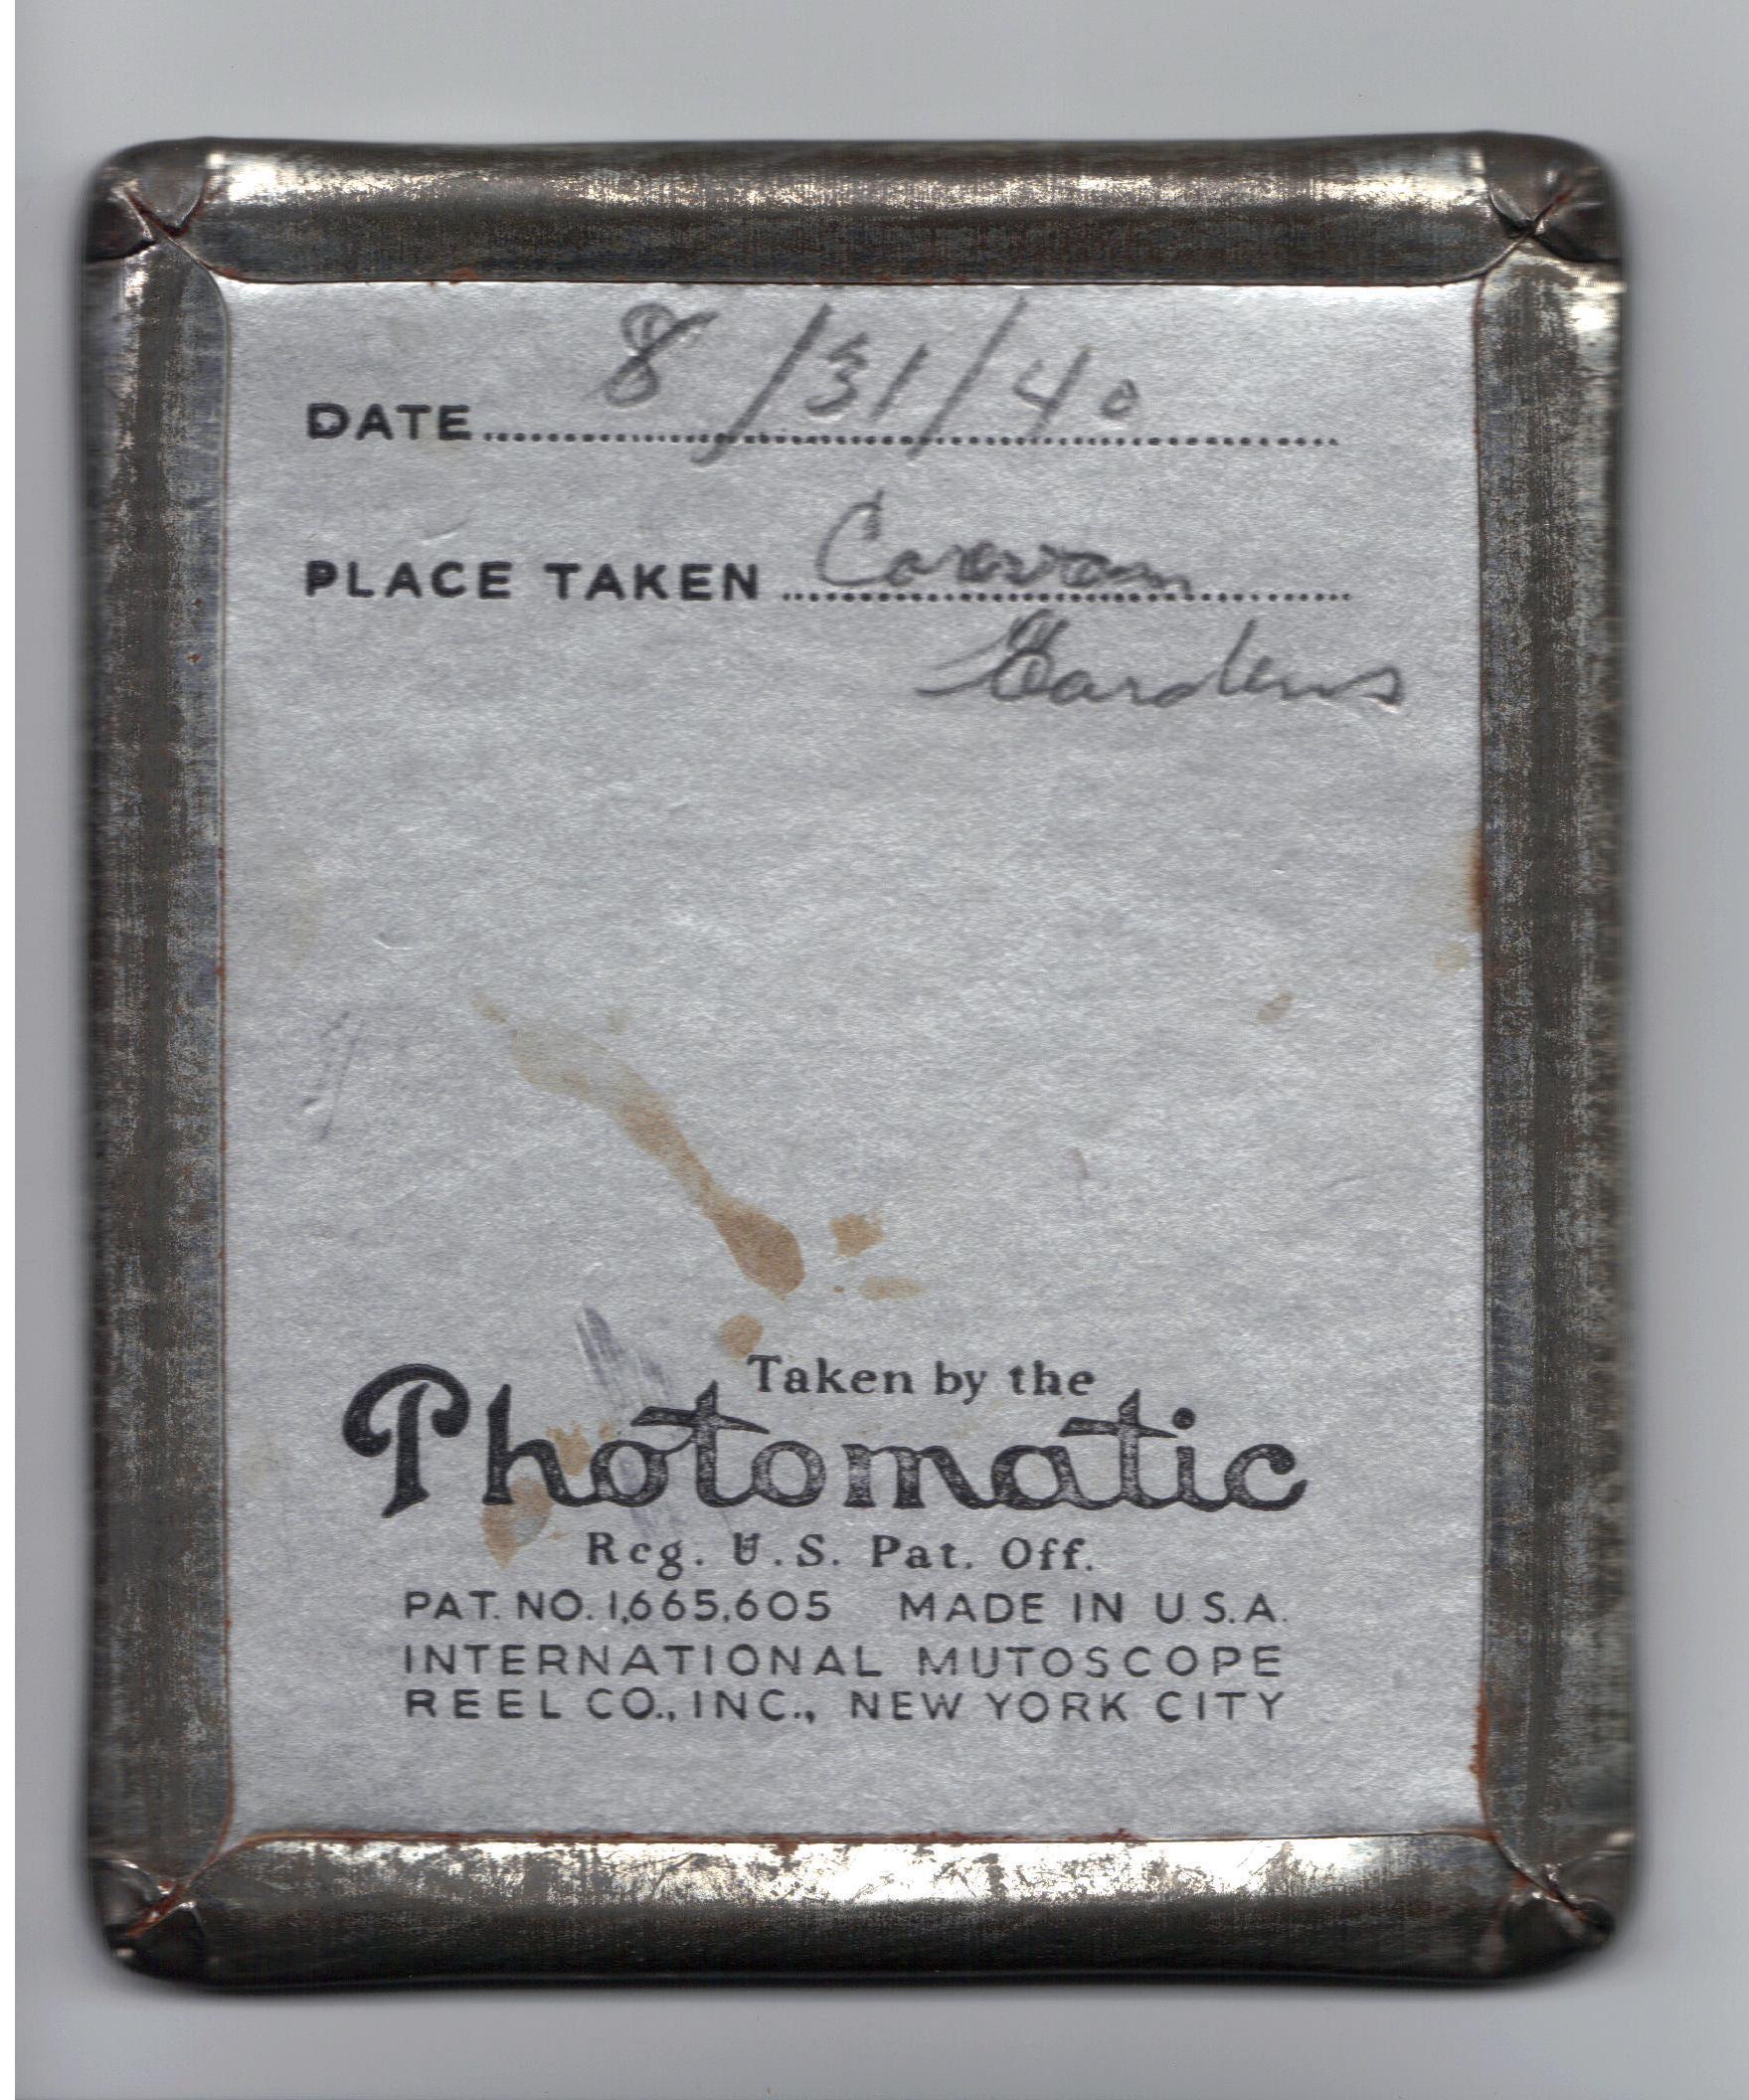 8/31/40
DATE
PLACE TAKEN Caravan
Gardens
Taken by the
Photomatic
Reg. U.S. Pat. Off.
PAT. NO. 1,665,605 MADE IN U.S.A.
INTERNATIONAL MUTOSCOPE
REEL CO., INC., NEW YORK CITY